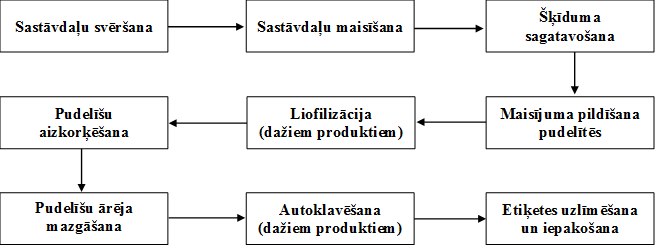 Sastāvdaļu svēršana
Sastāvdaļu maisīšana
Šķīduma
sagatavošana
Maisījuma pildīšana
pudelītēs
Liofilizācija
(dažiem produktiem)
Pudelīšu
aizkorķēšana
Pudelīšu ārēja
mazgāšana
Autoklavēšana
(dažiem produktiem)
Etiķetes uzlīmēšana
un iepakošana